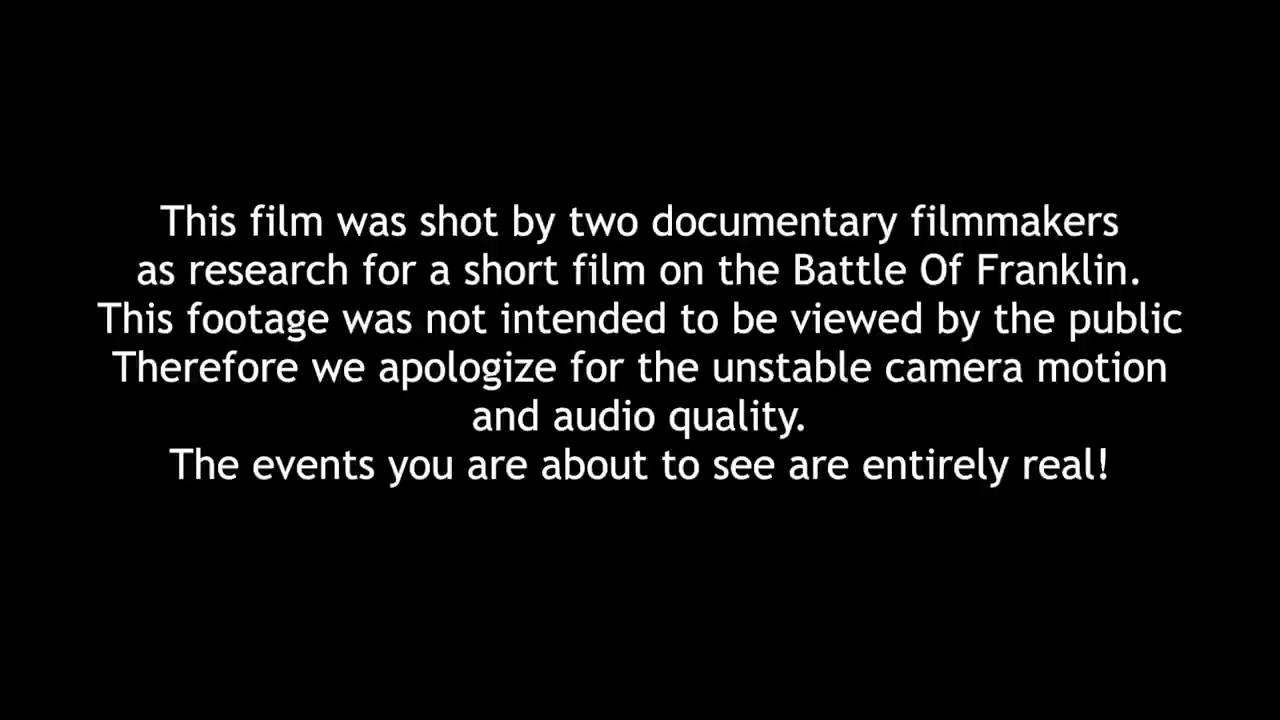 This film was shot by two documentary filmmakers
as research for a short film on the Battle Of Franklin.
This footage was not intended to be viewed by the public
Therefore we apologize for the unstable camera motion
and audio quality.
The events you are about to see are entirely real!